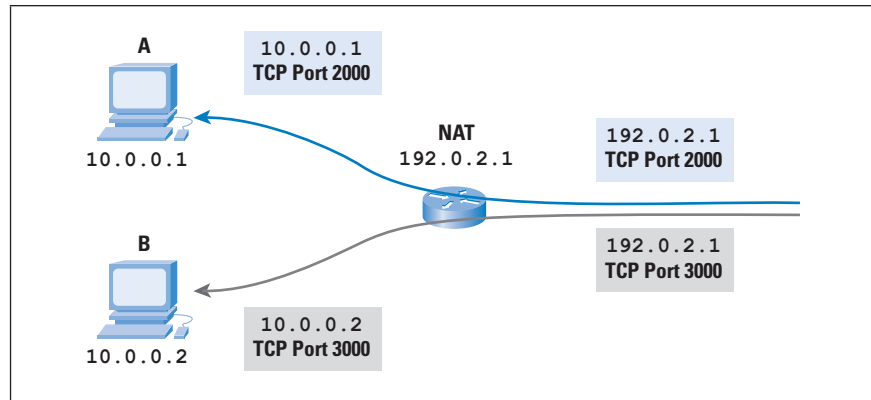 A
10.0.0.1
TCP Port 2000
10.0.0.1
NAT
192.0.2.1
192.0.2.1
TCP Port 2000
B
192.0.2.1
TCP Port 3000
10.0.0.2
10.0.0.2
TCP Port 3000